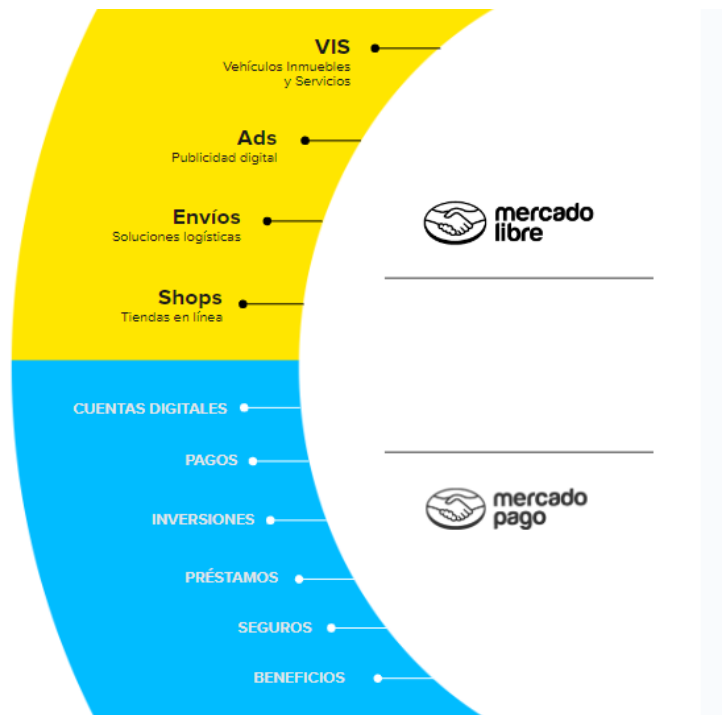 VIS
Vehículos Inmuebles
y Servicios
Ads
Publicidad digital
Envíos
Soluciones logísticas
Shops
Tiendas en línea
mercado
libre
CUENTAS DIGITALES
PAGOS
INVERSIONES
PRÉSTAMOS
SEGUROS
BENEFICIOS
mercado
pago